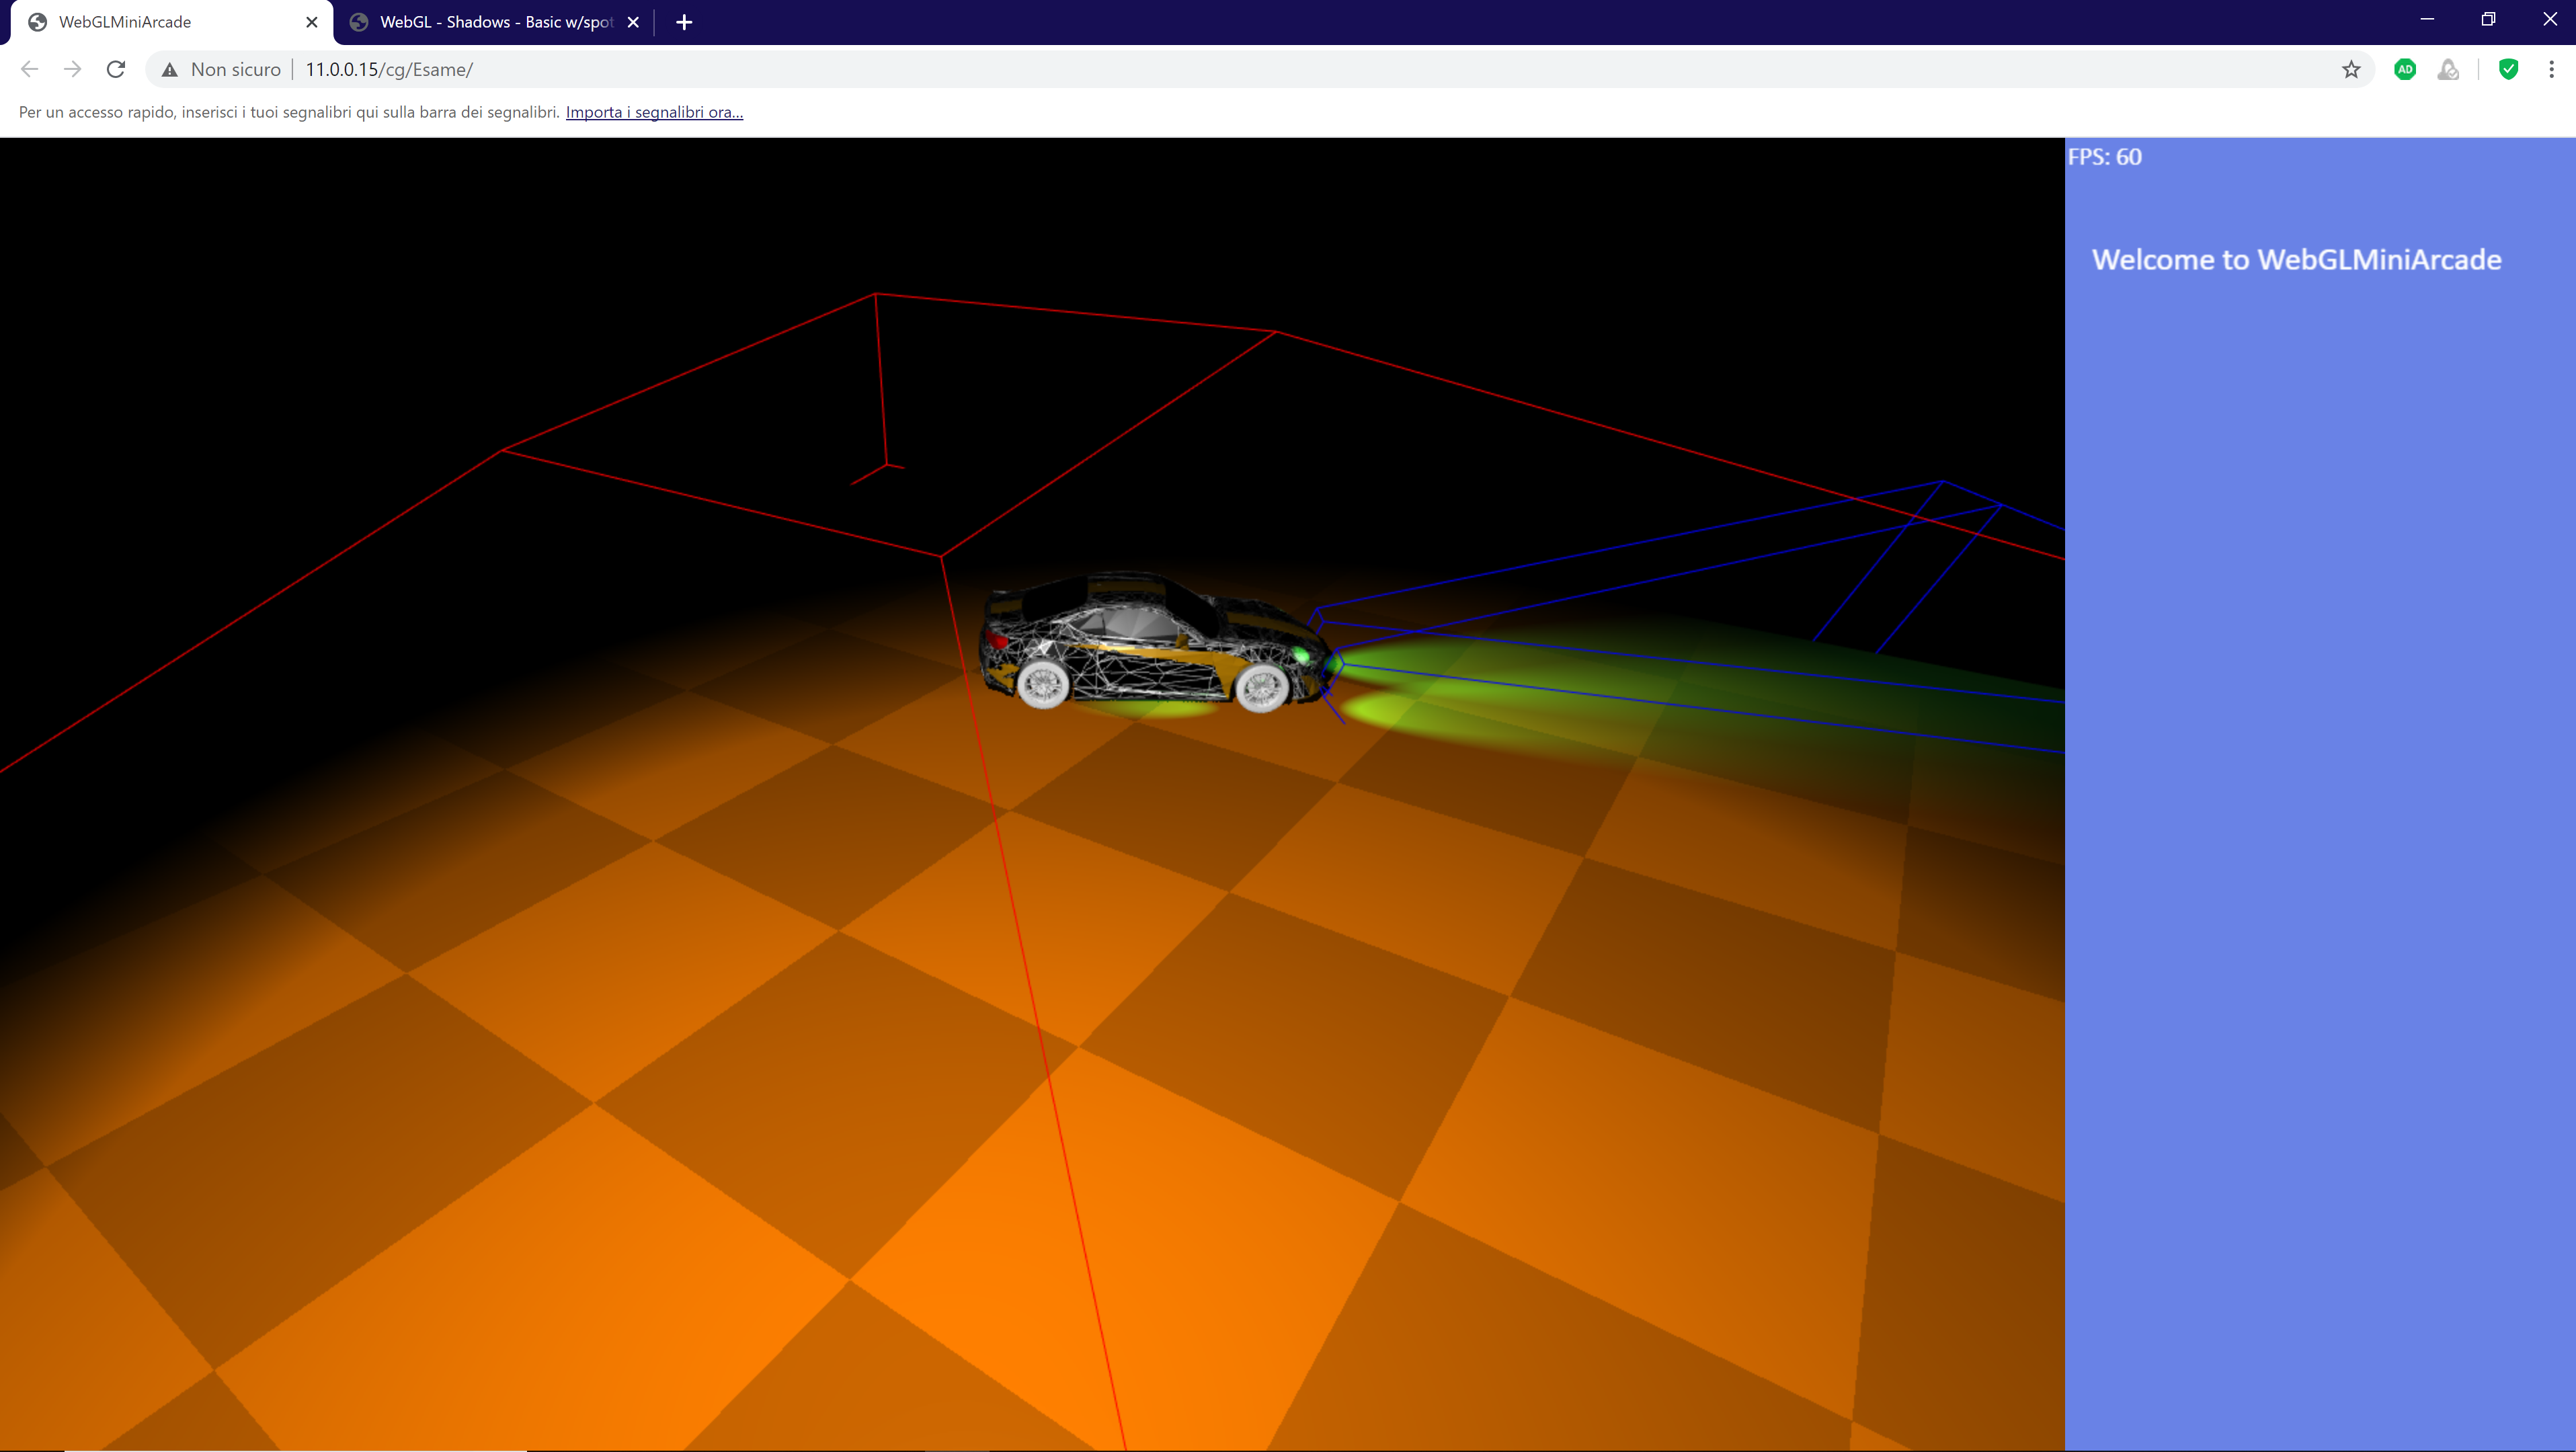 WebGLMiniArcade
WebGL - Shadows - Basic w/spot
Non sicuro
11.0.0.15/cg/Esame/
AD
Per un accesso rapido, inserisci i tuoi segnalibri qui sulla barra dei segnalibri. Importa i segnalibri ora...
FPS: 60
Welcome to WebGLMiniArcade